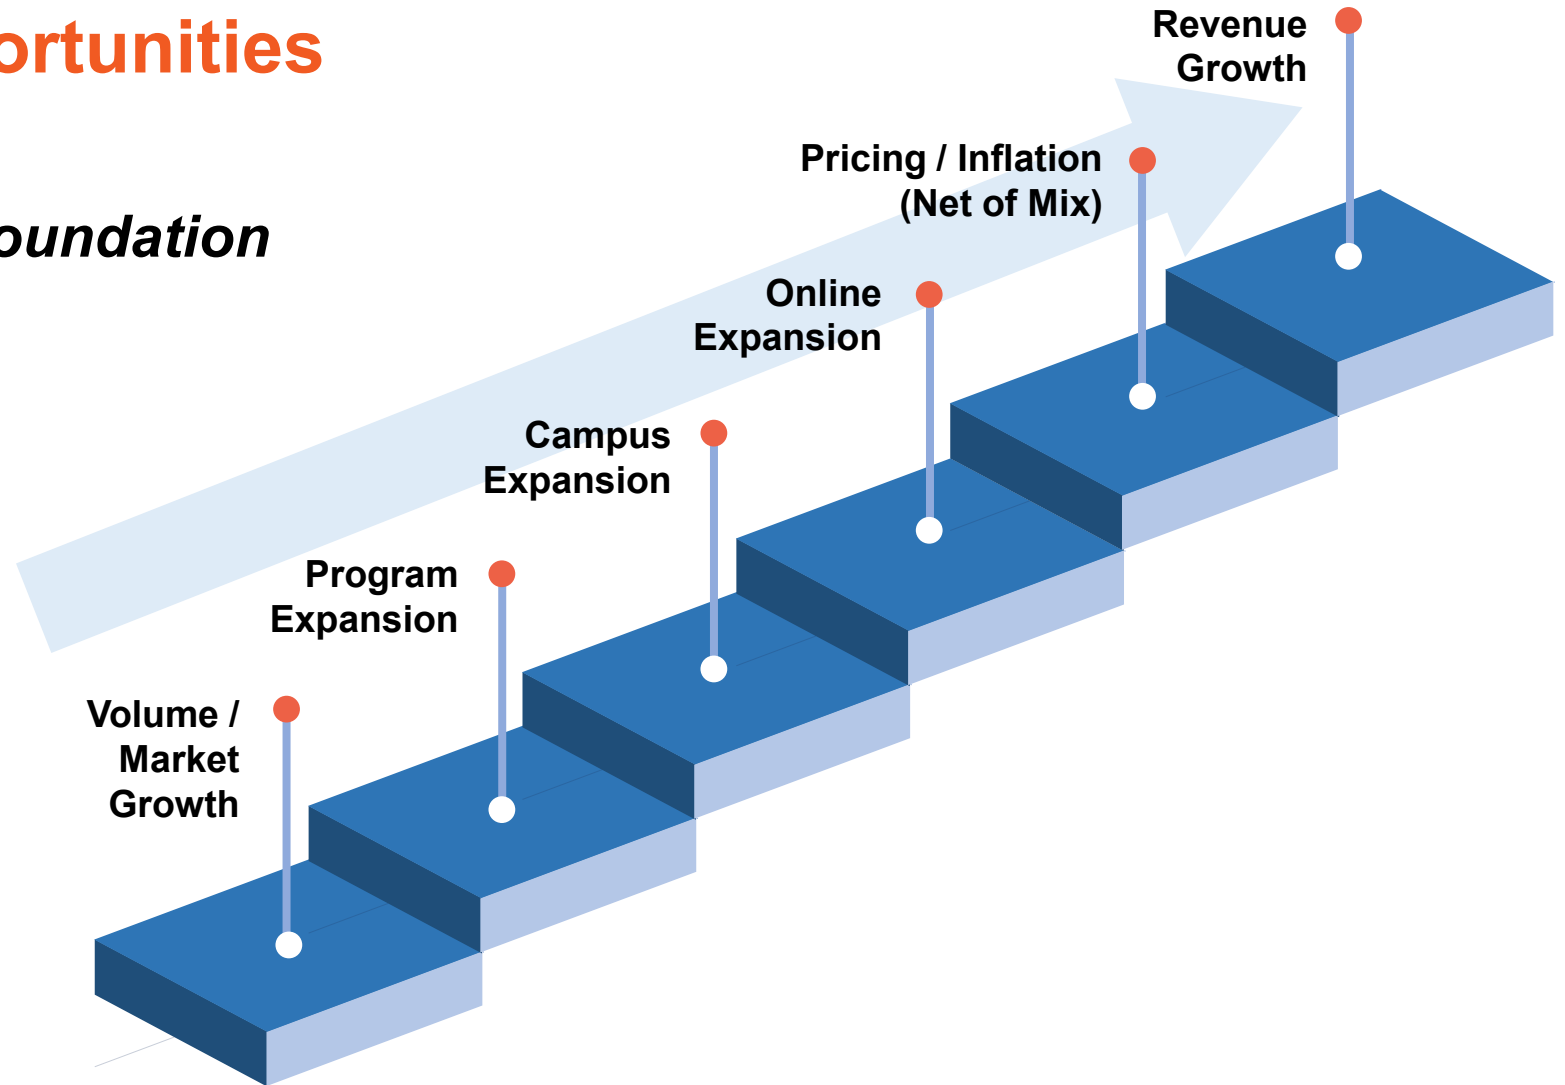 ortunities
oundation
Revenue
Growth
Pricing / Inflation
(Net of Mix)
Online
Expansion
Campus
Expansion
Program
Expansion
Volume /
Market
Growth